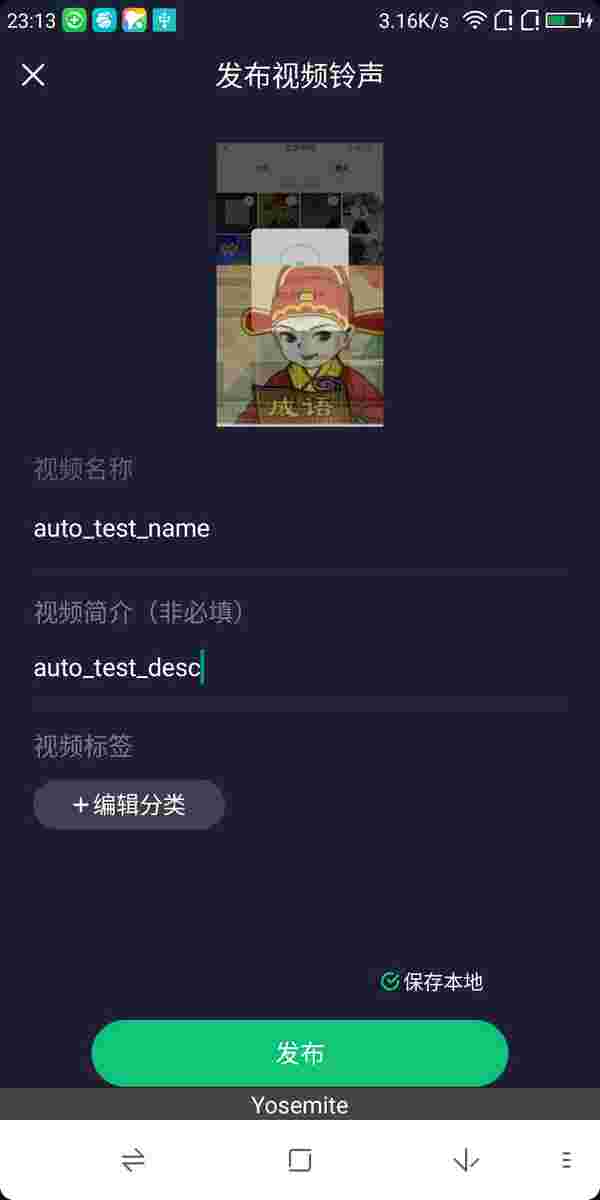 23:13
3.16K/s
发布视频铃声
成语
视频名称
auto_test_name
视频简介（非必填）
auto_test_desc
视频标签
+编辑分类
保存本地
发布
Yosemite